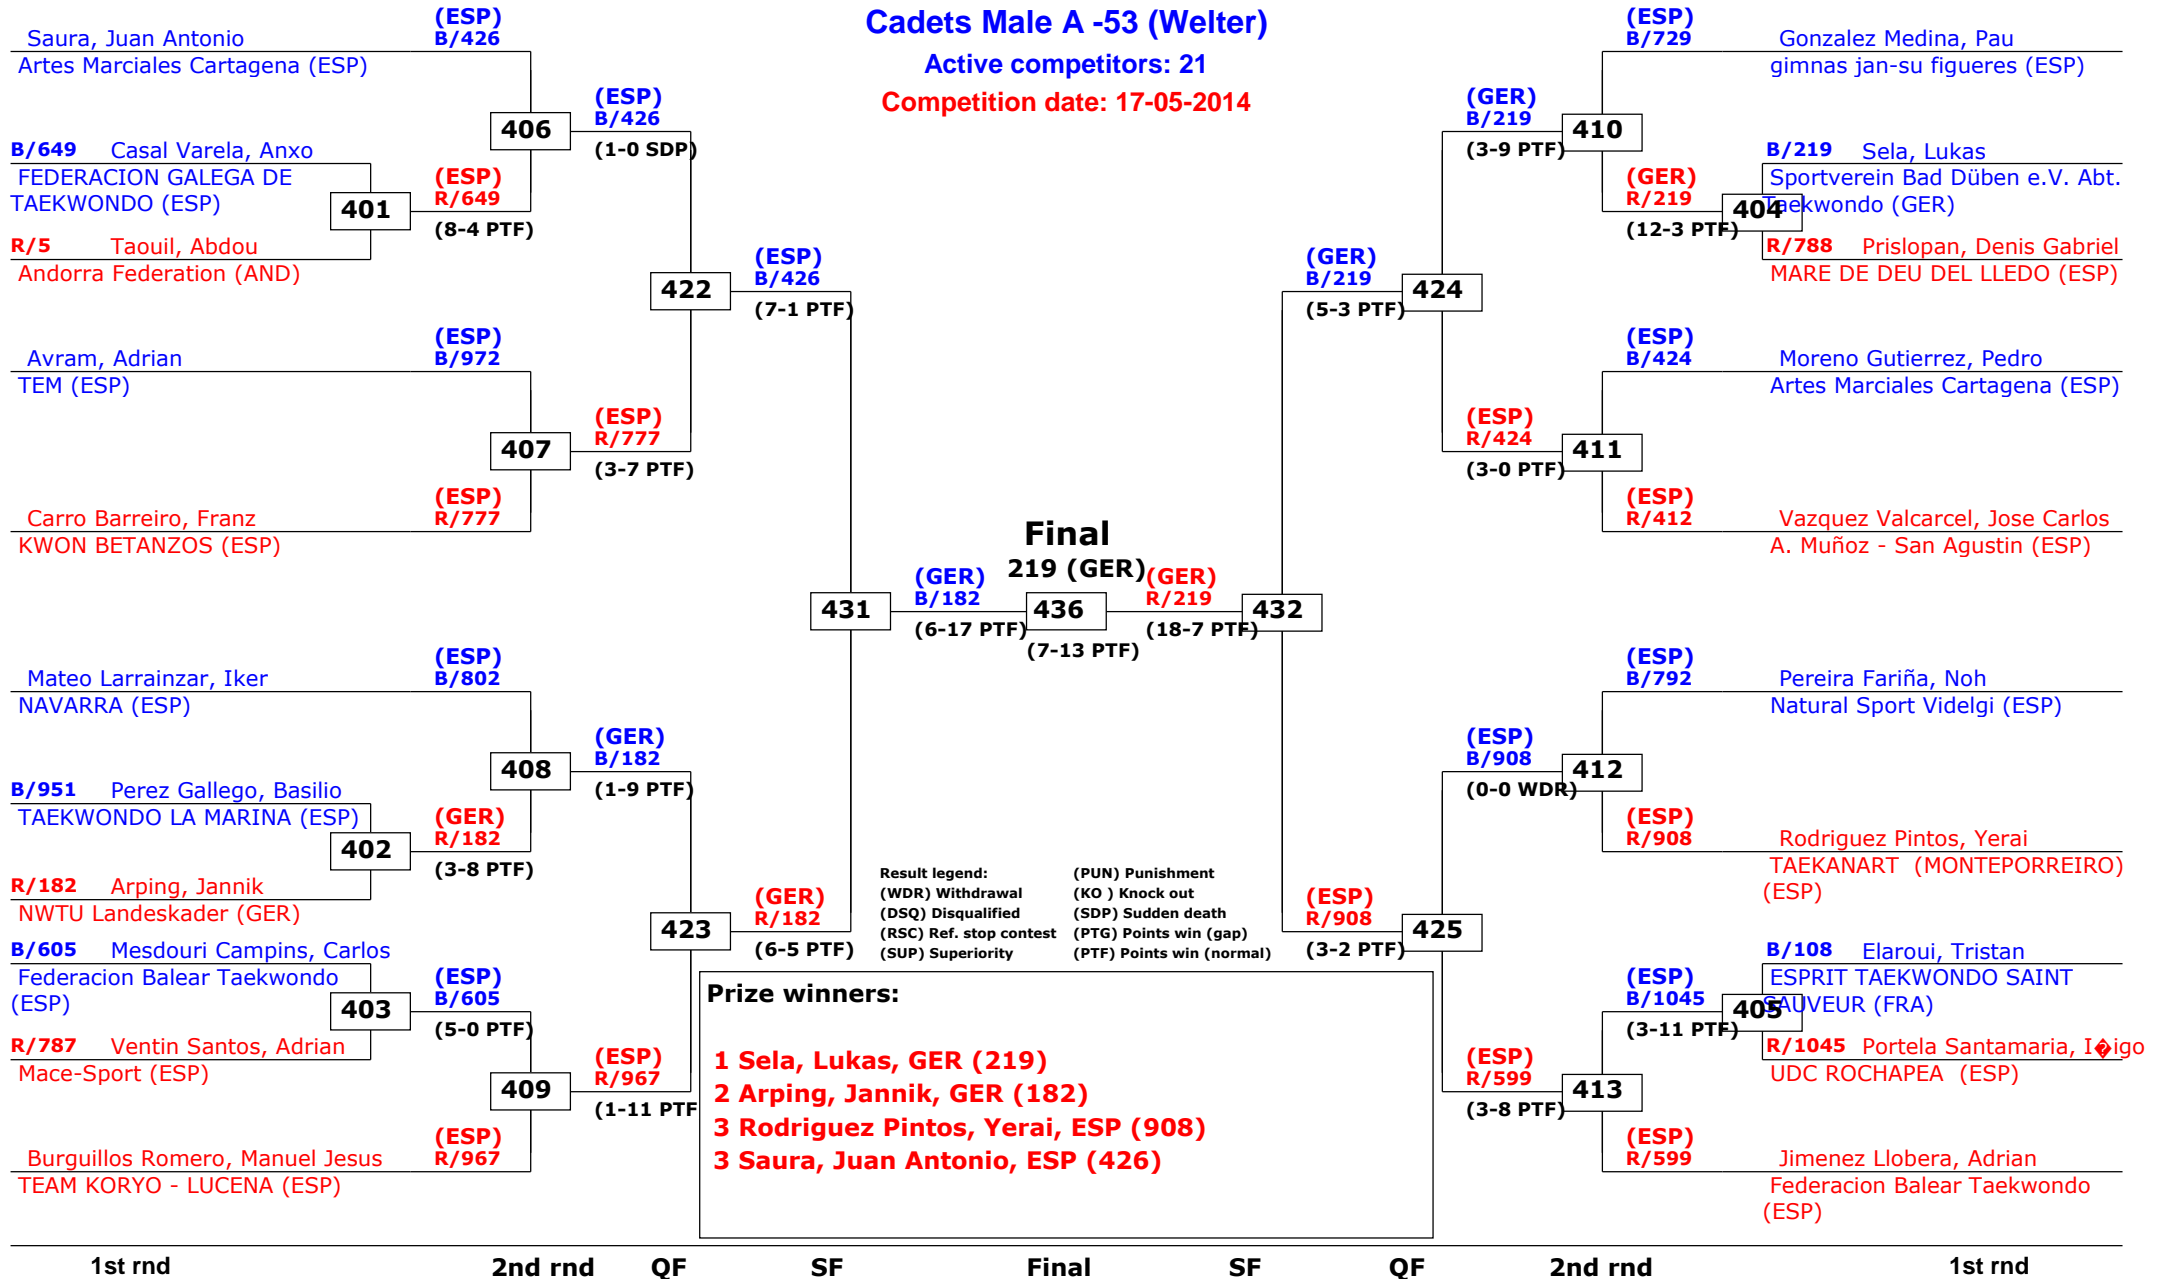 Cadets Male A -53 (Welter)
Active competitors: 21
Competition date: 17-05-2014
(ESP)
Saura, Juan Antonio B/426
Artes Marciales Cartagena (ESP)
(ESP)
B/426
406
(1-0 SDP)
B/649 Casal Varela, Anxo
FEDERACION GALEGA DE
TAEKWONDO (ESP)
401
(ESP)
R/649
(8-4 PTF)
R/5 Taouil, Abdou
Andorra Federation (AND)
422
(ESP)
B/426
(7-1 PTF)
(ESP)
Avram, Adrian B/972
TEM (ESP)
407
(ESP)
R/777
(3-7 PTF)
(ESP)
Carro Barreiro, Franz R/777
KWON BETANZOS (ESP)
431
(GER)
B/182
(6-17 PTF)
(ESP)
Mateo Larrainzar, Iker B/802
NAVARRA (ESP)
408
(GER)
B/182
(1-9 PTF)
B/951 Perez Gallego, Basilio
TAEKWONDO LA MARINA (ESP)
402
(GER)
R/182
(3-8 PTF)
R/182 Arping, Jannik
NWTU Landeskader (GER)
423
(GER)
R/182
(6-5 PTF)
B/605 Mesdouri Campins, Carlos
Federacion Balear Taekwondo
(ESP)
403
(ESP)
B/605
(5-0 PTF)
R/787 Ventin Santos, Adrian
Mace-Sport (ESP)
409
(ESP)
R/967
(1-11 PTF
(ESP)
Burguillos Romero, Manuel Jesus R/967
TEAM KORYO - LUCENA (ESP)
Final
219 (GER)
436
(7-13 PTF)
(GER)
R/219
(18-7 PTF)
432
(ESP)
B/729 Gonzalez Medina, Pau
gimnas jan-su figueres (ESP)
(GER)
B/219
410
(3-9 PTF)
B/219 Sela, Lukas
Sportverein Bad Düben e.V. Abt.
Taekwondo (GER)
404
(GER)
R/219
(12-3 PTF)
R/788 Prislopan, Denis Gabriel
MARE DE DEU DEL LLEDO (ESP)
(GER)
B/219
424
(5-3 PTF)
(ESP)
B/424 Moreno Gutierrez, Pedro
Artes Marciales Cartagena (ESP)
(ESP)
R/424
411
(3-0 PTF)
(ESP)
R/412 Vazquez Valcarcel, Jose Carlos
A. Muñoz - San Agustin (ESP)
(ESP)
B/792 Pereira Fariña, Noh
Natural Sport Videlgi (ESP)
(ESP)
B/908
412
(0-0 WDR)
(ESP)
R/908 Rodriguez Pintos, Yerai
TAEKANART (MONTEPORREIRO)
(ESP)
(ESP)
R/908
425
(3-2 PTF)
B/108 Elaroui, Tristan
ESPRIT TAEKWONDO SAINT
SAUVEUR (FRA)
(ESP)
B/1045
405
(3-11 PTF)
R/1045 Portela Santamaria, I�igo
UDC ROCHAPEA (ESP)
(ESP)
R/599
413
(3-8 PTF)
(ESP)
R/599 Jimenez Llobera, Adrian
Federacion Balear Taekwondo
(ESP)
Result legend: (PUN) Punishment
(WDR) Withdrawal (KO ) Knock out
(DSQ) Disqualified (SDP) Sudden death
(RSC) Ref. stop contest (PTG) Points win (gap)
(SUP) Superiority (PTF) Points win (normal)
Prize winners:
1 Sela, Lukas, GER (219)
2 Arping, Jannik, GER (182)
3 Rodriguez Pintos, Yerai, ESP (908)
3 Saura, Juan Antonio, ESP (426)
1st rnd 2nd rnd QF SF Final SF QF 2nd rnd 1st rnd